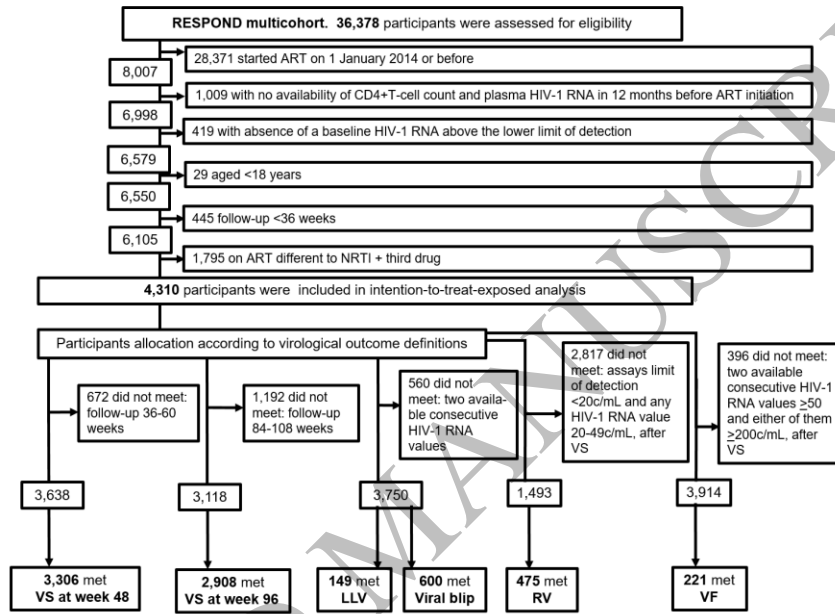 RESPOND multicohort. 36,378 participants were assessed for eligibility
28,371 started ART on 1 January 2014 or before
8,007
1,009 with no availability of CD4+T-cell count and plasma HIV-1 RNA in 12 months before ART initiation
6,998
419 with absence of a baseline HIV-1 RNA above the lower limit of detection
6,579
29 aged <18 years
6,550
445 follow-up <36 weeks
6,105
1,795 on ART different to NRTI + third drug
4,310 participants were included in intention-to-treat-exposed analysis
Participants allocation according to virological outcome definitions
672 did not meet:
follow-up 36-60
weeks
1,192 did not
meet: follow-up
84-108 weeks
560 did not meet:
two avail-
able consecutive
HIV-1 RNA
values
2,817 did not
meet: assays limit
of detection
<20c/mL and any
HIV-1 RNA value
20-49c/mL, after
VS
396 did not meet: two
available
consecutive HIV-1
RNA values ≥50 and
either of them
≥200c/mL, after
VS
3,638
3,118
3,750
1,493
3,914
3,306 met
VS at week 48
2,908 met
VS at week 96
149 met
LLV
600 met
Viral blip
475 met
RV
221 met
VF
MANUSCR